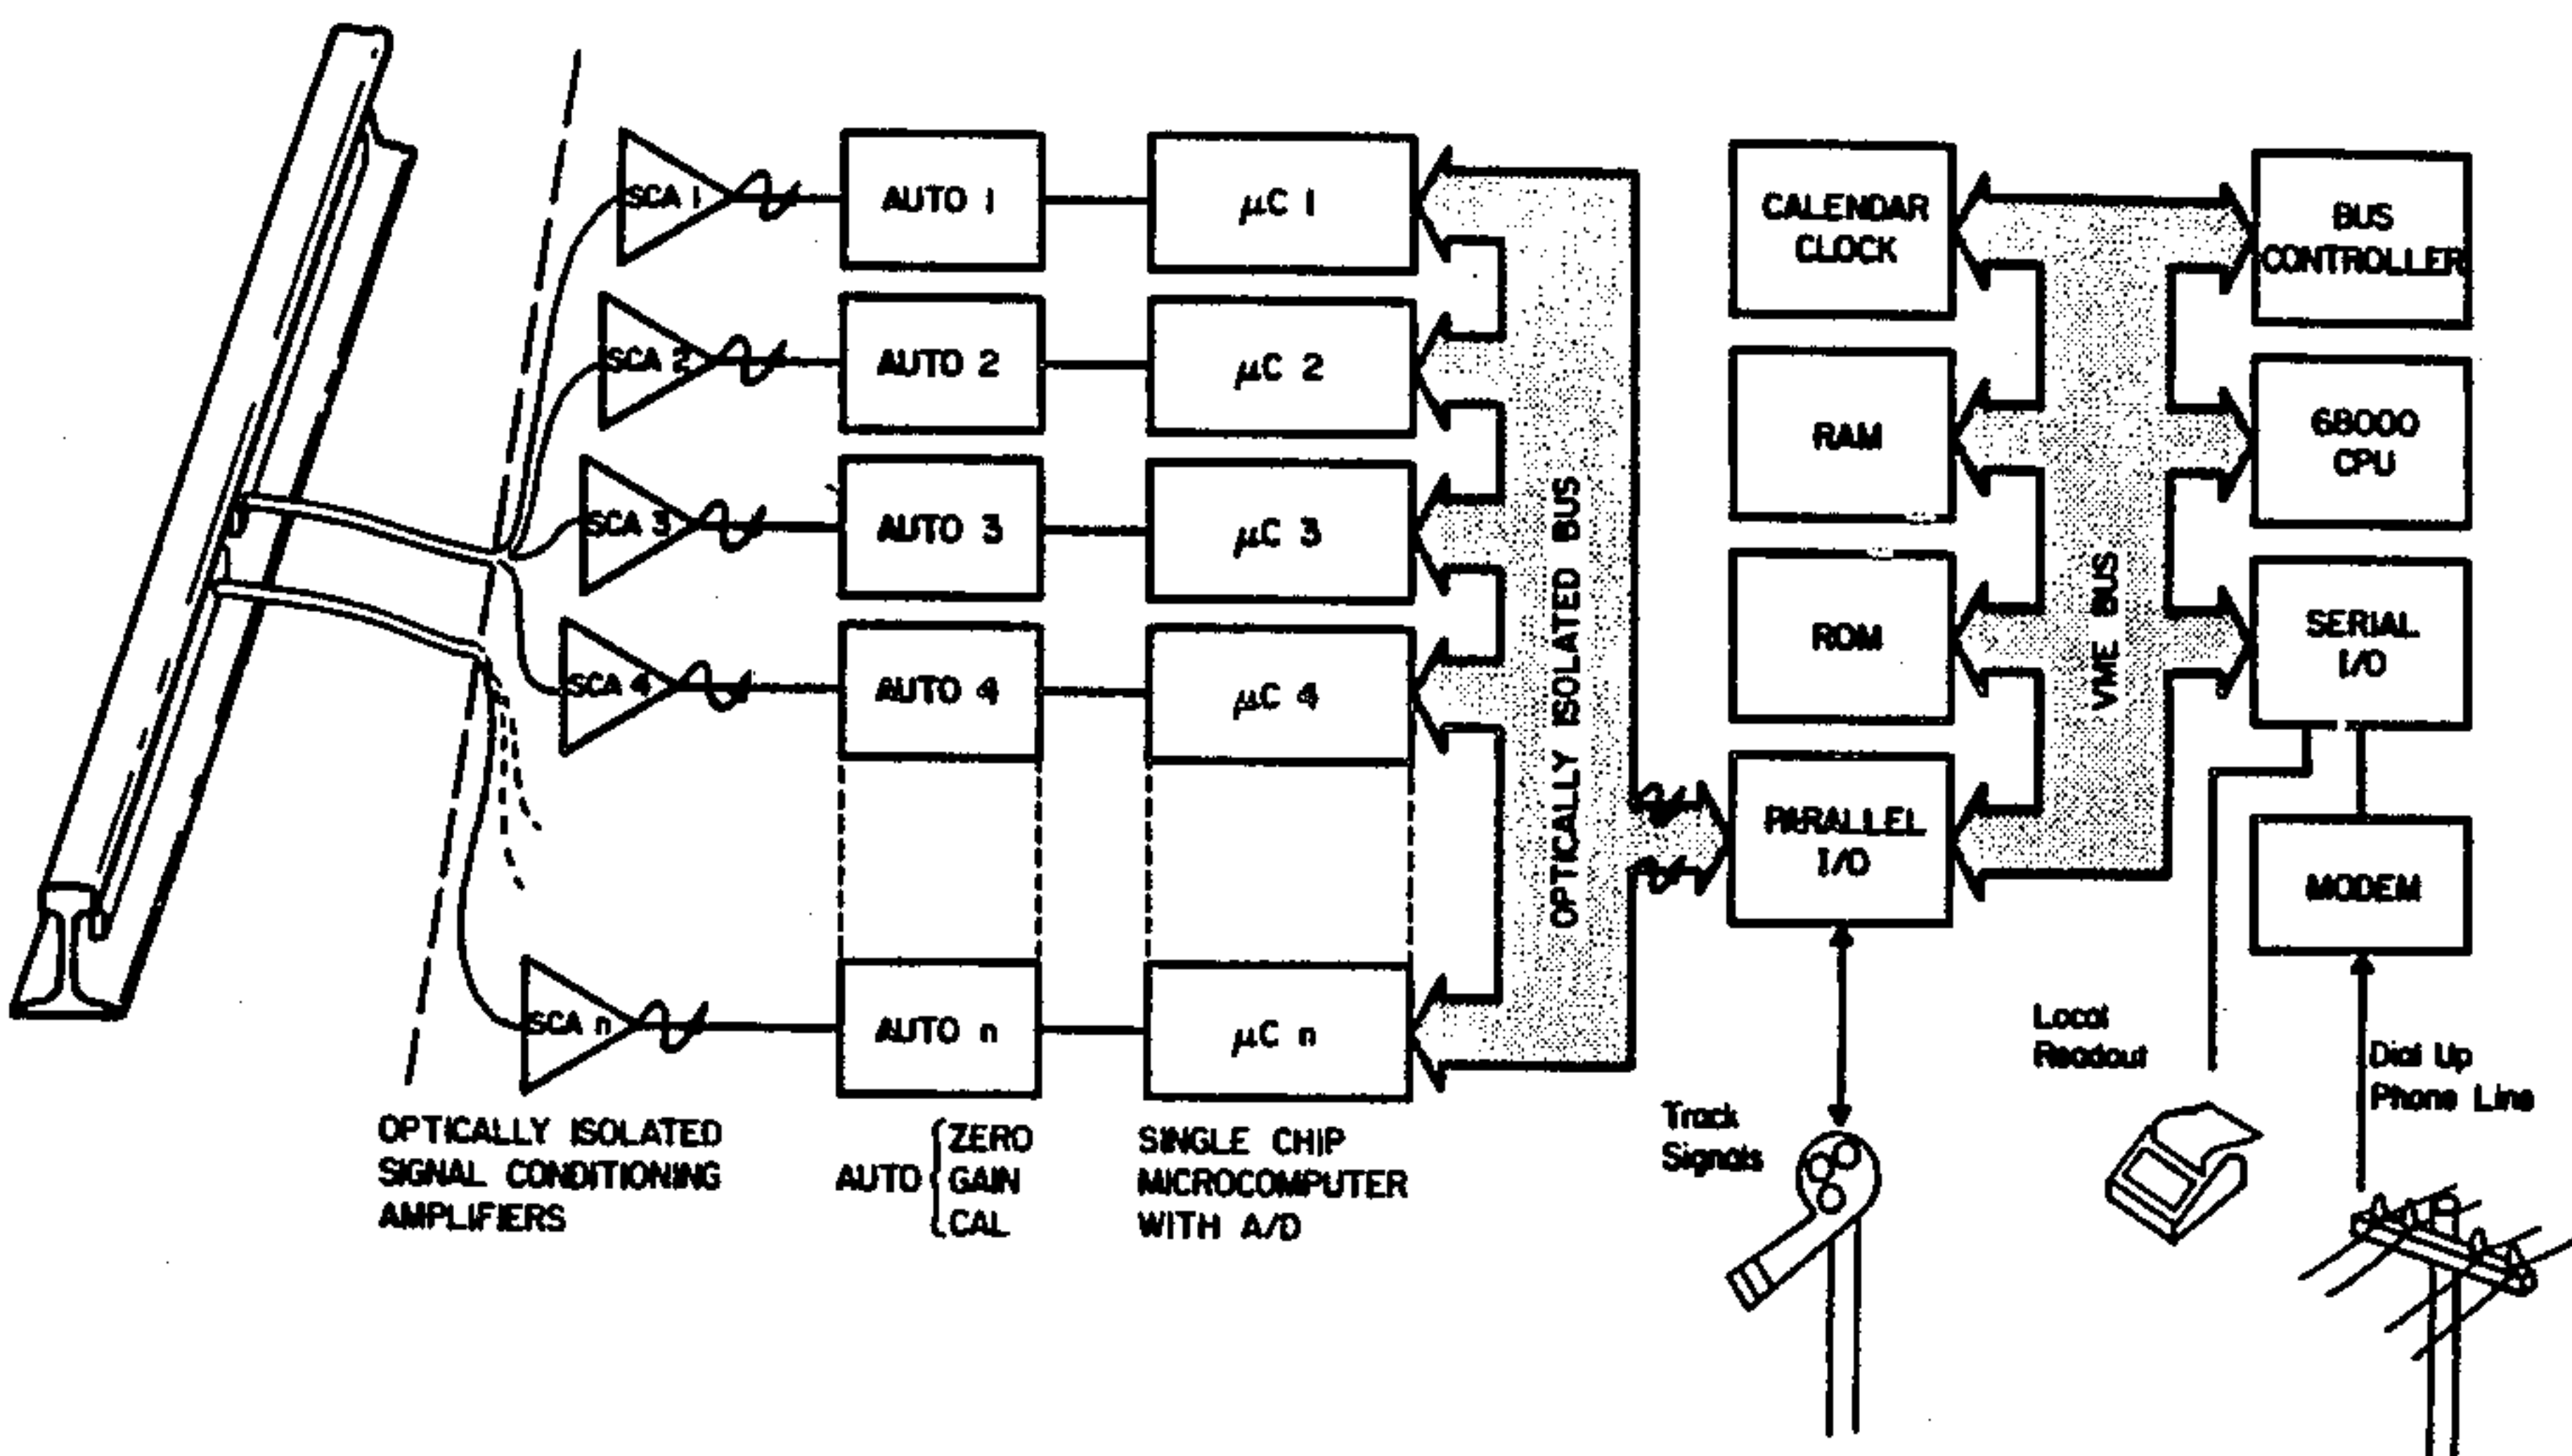 SCA 1
AUTO 1
μC 1
SCA 2
AUTO 2
μC 2
SCA 3
AUTO 3
μC 3
SCA 4
AUTO 4
μC 4
SCA n
AUTO n
μC n
OPTICALLY ISOLATED
SIGNAL CONDITIONING
AMPLIFIERS
AUTO
ZERO
GAIN
CAL
SINGLE CHIP
MICROCOMPUTER
WITH A/D
OPTICALLY ISOLATED BUS
CALENDAR
CLOCK
RAM
ROM
PARALLEL
I/O
VME BUS
BUS
CONTROLLER
68000
CPU
SERIAL
I/O
MODEM
Track
Signals
Local
Readout
Dial Up
Phone Line